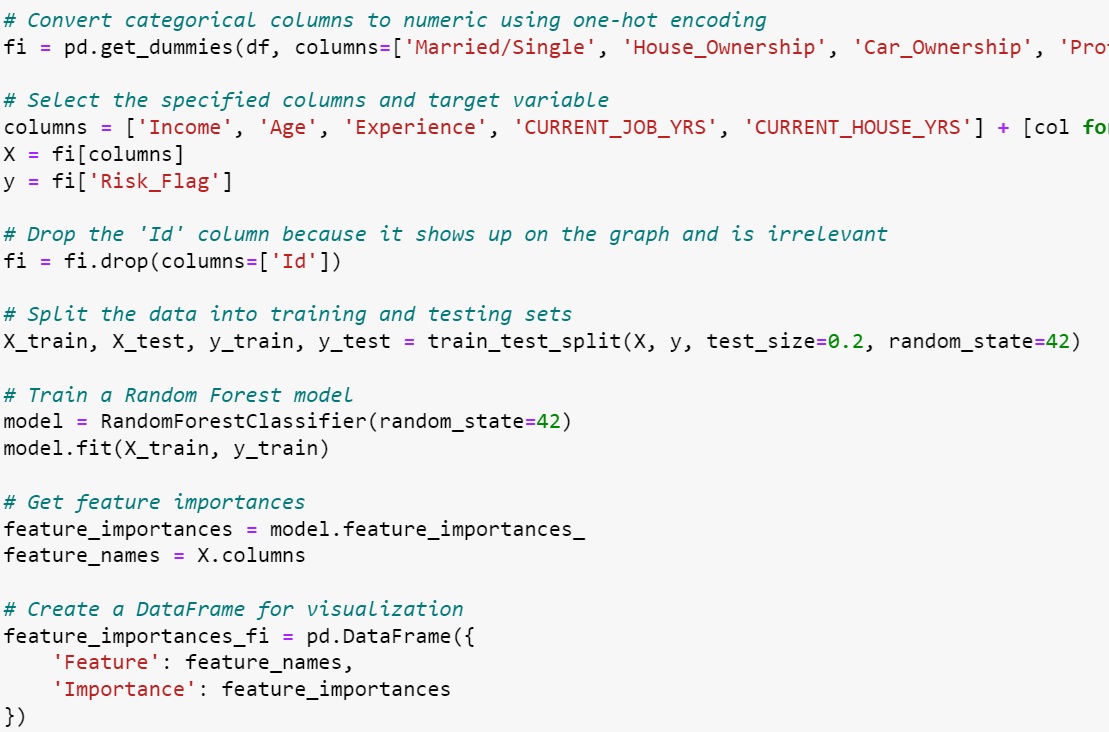 # Convert categorical columns to numeric using one-hot encoding
fi = pd.get_dummies(df, columns=['Married/Single', 'House_Ownership', 'Car_Ownership', 'Pro
# Select the specified columns and target variable
columns = ['Income', 'Age', 'Experience', 'CURRENT_JOB_YRS', 'CURRENT_HOUSE_YRS'] + [col for
X = fi[columns]
y = fi['Risk_Flag']
# Drop the 'Id' column because it shows up on the graph and is irrelevant
fi = fi.drop(columns=['Id'])
# Split the data into training and testing sets
X_train, X_test, y_train, y_test = train_test_split(X, y, test_size=0.2, random_state=42)
# Train a Random Forest model
model = RandomForestClassifier(random_state=42)
model.fit(X_train, y_train)
# Get feature importances
feature_importances = model.feature_importances_
feature_names = X.columns
# Create a DataFrame for visualization
feature_importances_fi = pd.DataFrame({
    'Feature': feature_names,
    'Importance': feature_importances
})